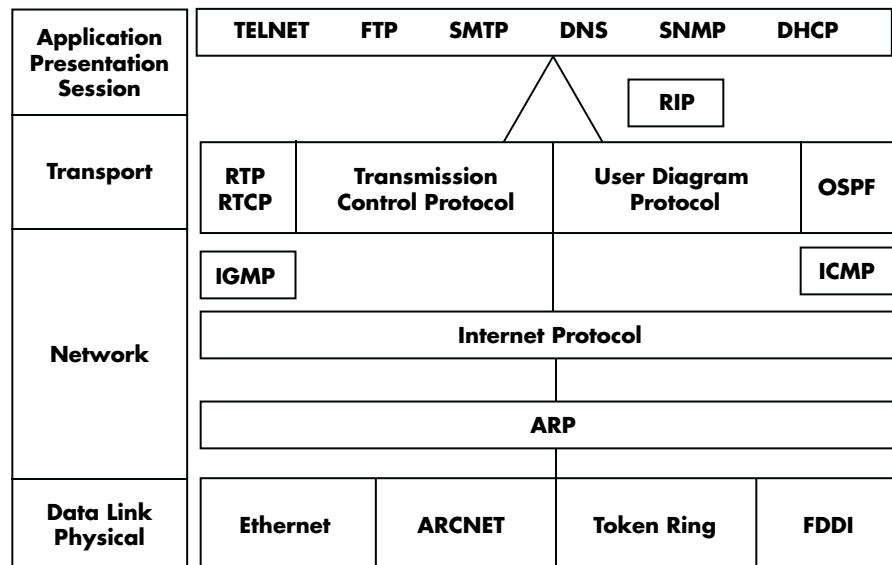 Application
Presentation
Session
TELNET FTP SMTP DNS SNMP DHCP
RIP
Transport
RTP
RTCP
Transmission
Control Protocol
User Diagram
Protocol
OSPF
Network
IGMP
ICMP
Internet Protocol
ARP
Data Link
Physical
Ethernet
ARCNET
Token Ring
FDDI